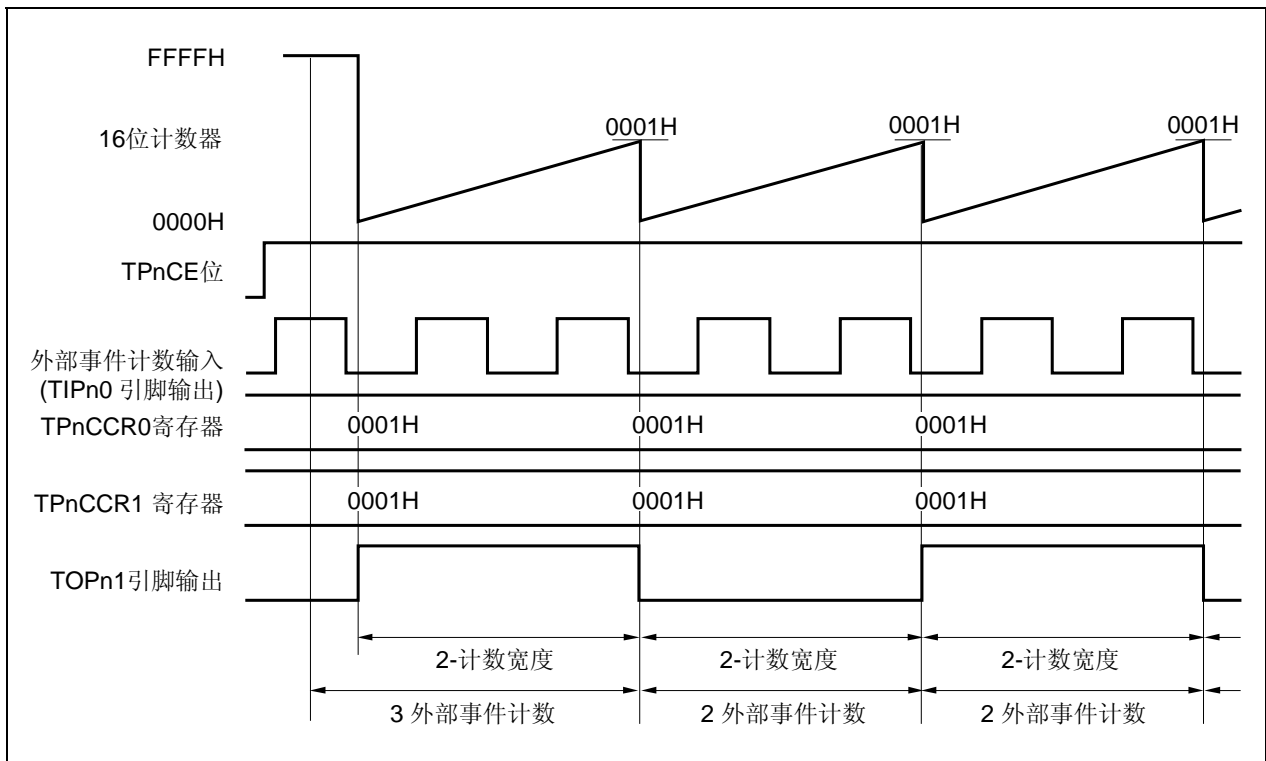 FFFFH
16位计数器
0001H 0001H 0001H
0000H
TPnCE位
外部事件计数输入
(TIPn0 引脚输出)
TPnCCR0寄存器 0001H 0001H 0001H
TPnCCR1 寄存器 0001H 0001H 0001H
TOPn1引脚输出
2-计数宽度 2-计数宽度 2-计数宽度
3 外部事件计数 2 外部事件计数 2 外部事件计数